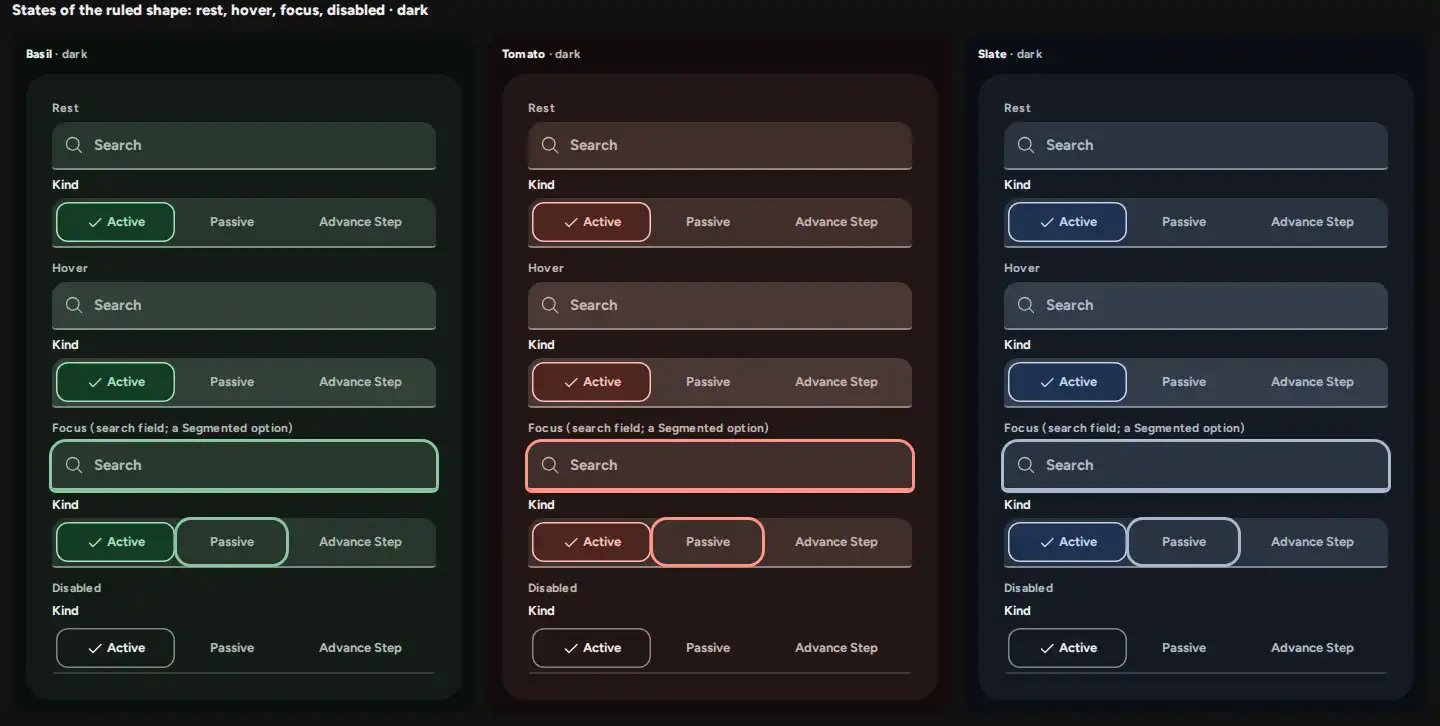 States of the ruled shape: rest, hover, focus, disabled · dark
Basil · dark
Rest
Search
Kind
Active Passive Advance Step
Hover
Search
Kind
Active Passive Advance Step
Focus (search field; a Segmented option)
Search
Kind
Active Passive Advance Step
Disabled
Kind
Active Passive Advance Step
Tomato · dark
Rest
Search
Kind
Active Passive Advance Step
Hover
Search
Kind
Active Passive Advance Step
Focus (search field; a Segmented option)
Search
Kind
Active Passive Advance Step
Disabled
Kind
Active Passive Advance Step
Slate · dark
Rest
Search
Kind
Active Passive Advance Step
Hover
Search
Kind
Active Passive Advance Step
Focus (search field; a Segmented option)
Search
Kind
Active Passive Advance Step
Disabled
Kind
Active Passive Advance Step